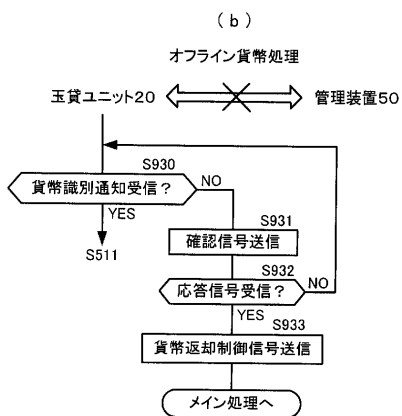 (b)
オフライン貨幣処理
玉貸ユニット20
管理装置50
S930
貨幣識別通知受信?
NO
YES
S511
S931
確認信号送信
S932
応答信号受信?
NO
YES
S933
貨幣返却制御信号送信
メイン処理へ